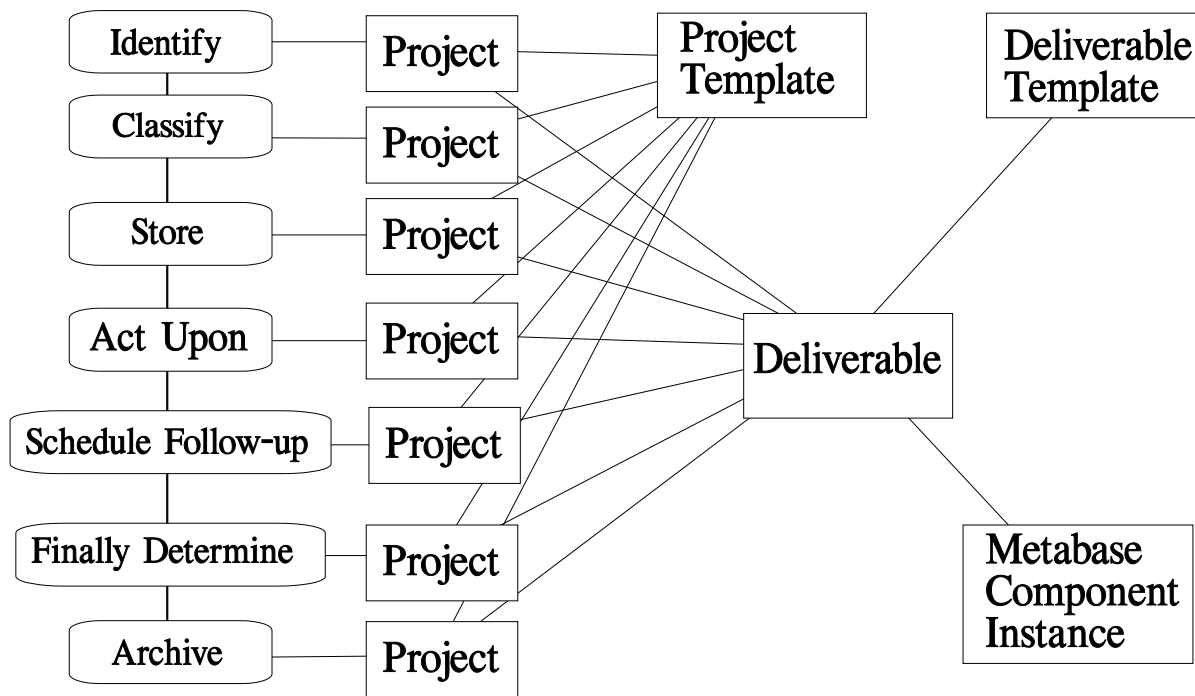 Identify
Project
Project
Template
Deliverable
Template
Classify
Project
Store
Project
Act Upon
Project
Deliverable
Schedule Follow-up
Project
Finally Determine
Project
Metabase
Component
Instance
Archive
Project